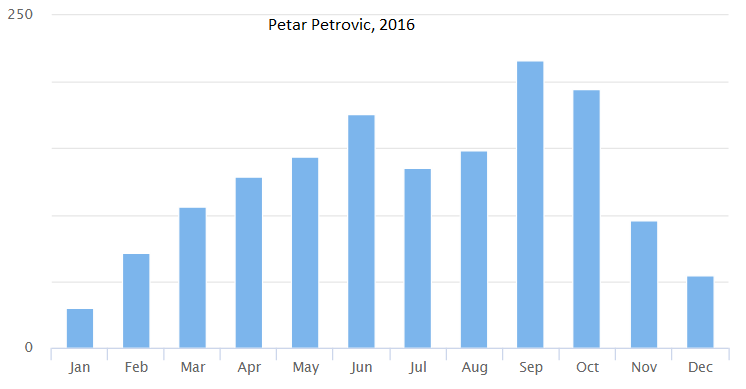 250
Petar Petrovic, 2016
0
Jan Feb Mar Apr May Jun Jul Aug Sep Oct Nov Dec